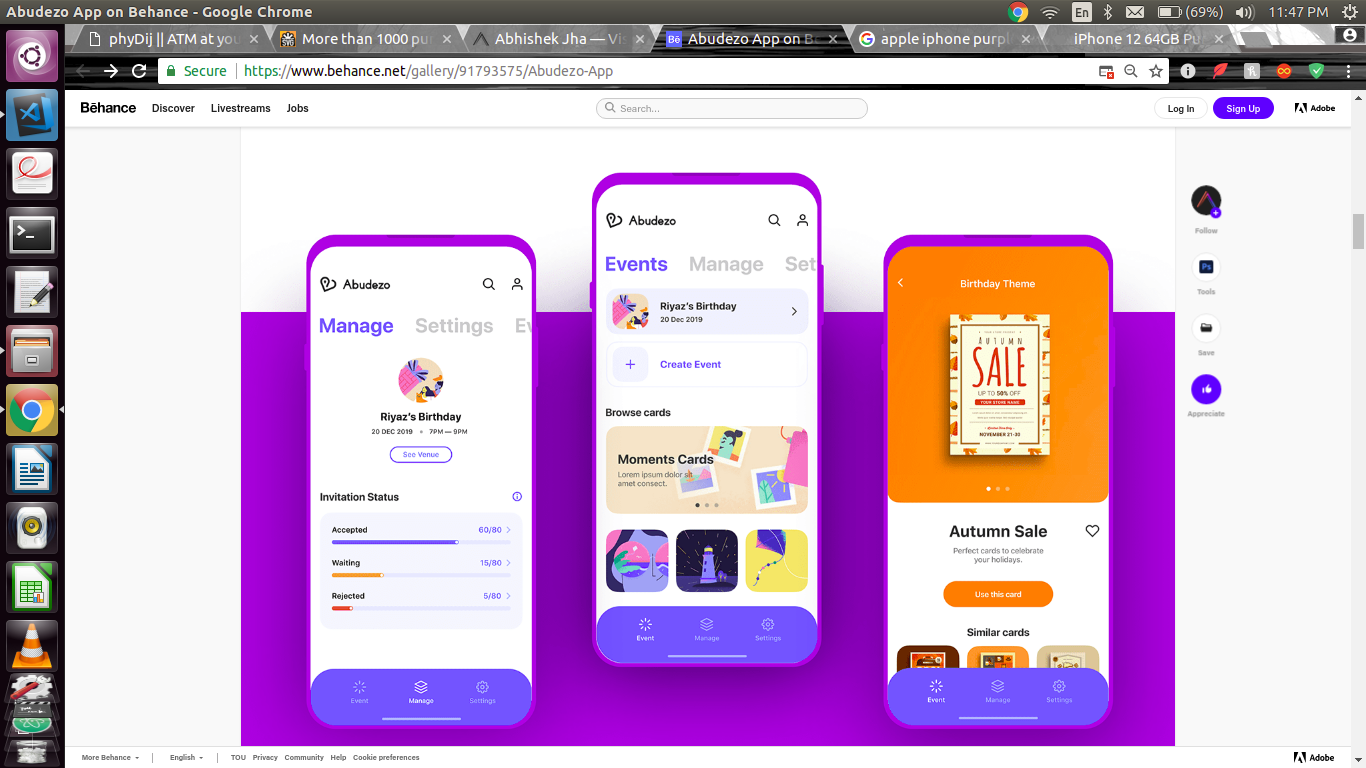 Abudezo App on Behance - Google Chrome
En
(69%)
11:47 PM
phyDij || ATM at you
More than 1000 pu
Abhishek Jha — Vis
Abudezo App on B
apple iphone purpl
iPhone 12 64GB Pu
Secure
https://www.behance.net/gallery/91793575/Abudezo-App
Bēhance
Discover
Livestreams
Jobs
Search...
Log In
Sign Up
Adobe
Follow
Ps
Tools
Save
Appreciate
Abudezo
Manage Settings Ev
Riyaz's Birthday
20 DEC 2019 • 7PM — 9PM
See Venue
Invitation Status
Accepted 60/80
Waiting 15/80
Rejected 5/80
Event Manage Settings
Abudezo
Events Manage Set
Riyaz's Birthday
20 Dec 2019
Create Event
Browse cards
Moments Cards
Lorem ipsum dolor sit
amet consect.
Event Manage Settings
Birthday Theme
AUTUMN
SALE
UP TO 50% OFF
YOUR STORE NAME
NOVEMBER 21-30
Autumn Sale
Perfect cards to celebrate
your holidays.
Use this card
Similar cards
Event Manage Settings
More Behance
English
TOU Privacy Community Help Cookie preferences
Adobe